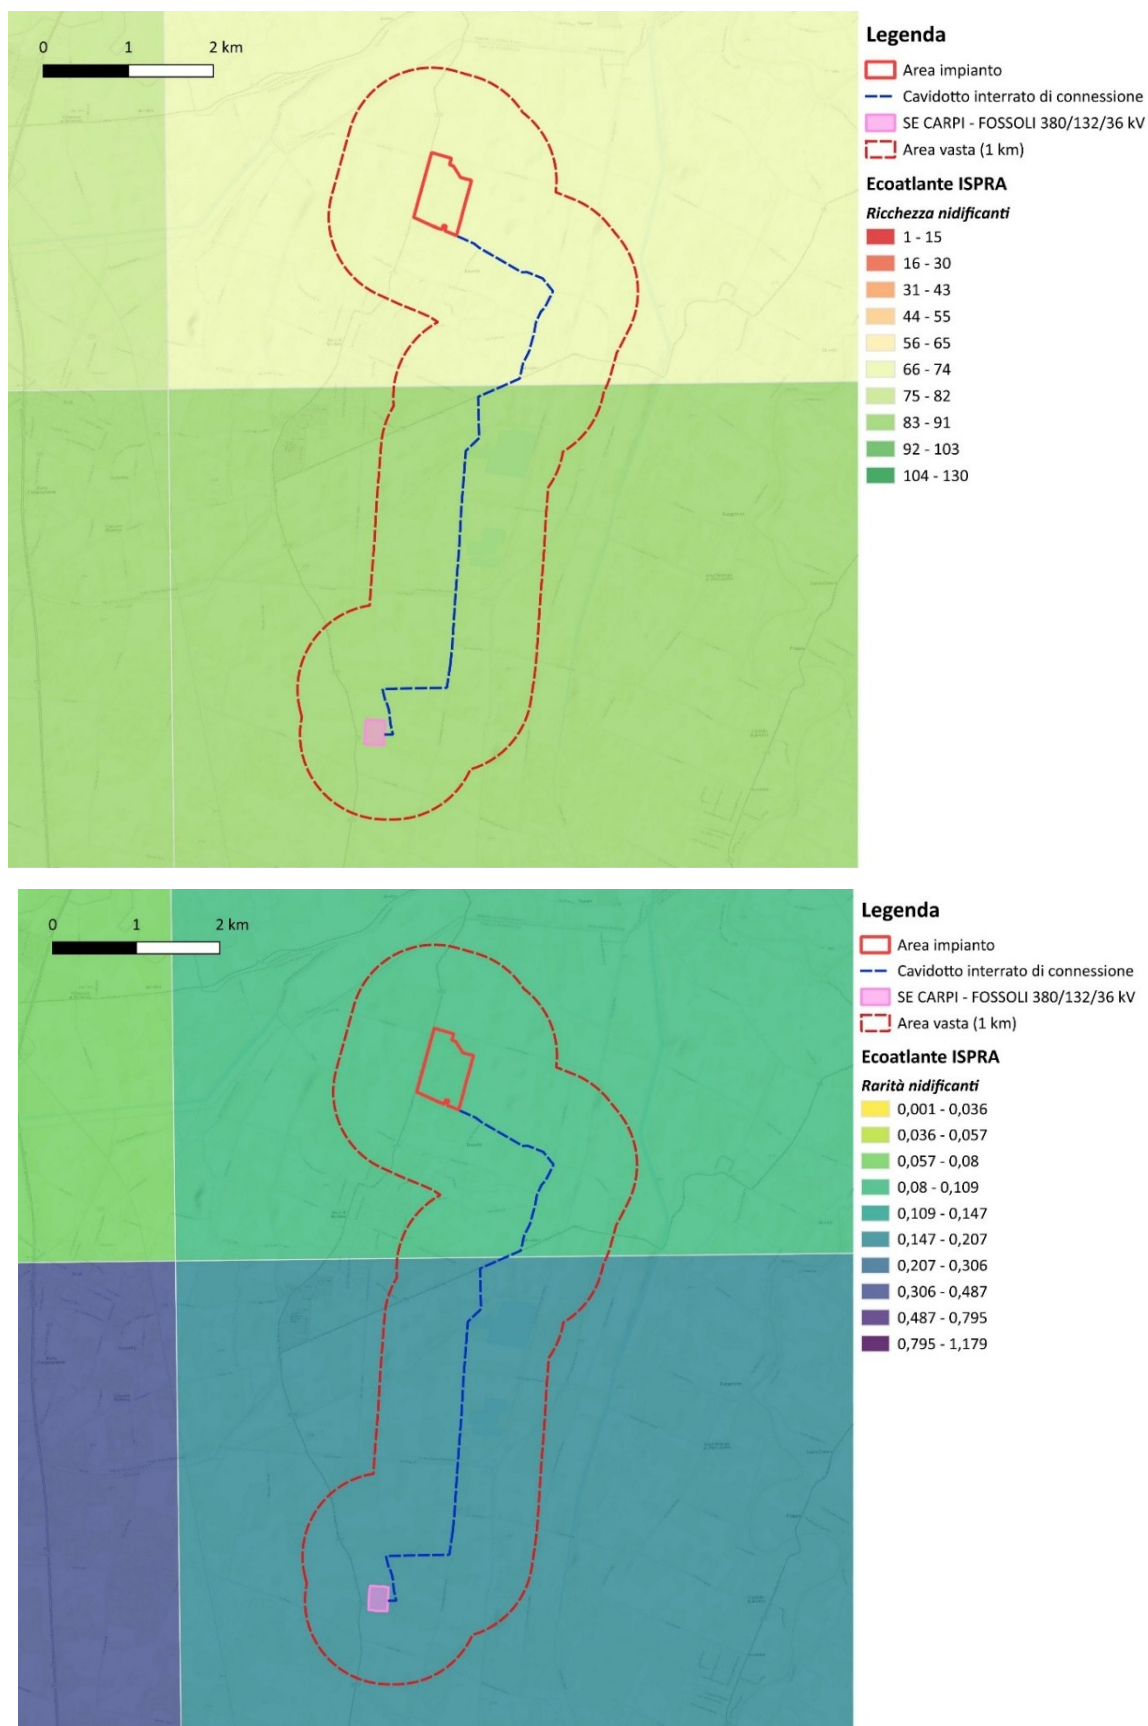 0 1 2 km
Legenda
Area impianto
Cavidotto interrato di connessione
SE CARPI - FOSSOLI 380/132/36 kV
Area vasta (1 km)
Ecoatlante ISPRA
Ricchezza nidificanti
1 - 15
16 - 30
31 - 43
44 - 55
56 - 65
66 - 74
75 - 82
83 - 91
92 - 103
104 - 130
0 1 2 km
Legenda
Area impianto
Cavidotto interrato di connessione
SE CARPI - FOSSOLI 380/132/36 kV
Area vasta (1 km)
Ecoatlante ISPRA
Rarità nidificanti
0,001 - 0,036
0,036 - 0,057
0,057 - 0,08
0,08 - 0,109
0,109 - 0,147
0,147 - 0,207
0,207 - 0,306
0,306 - 0,487
0,487 - 0,795
0,795 - 1,179